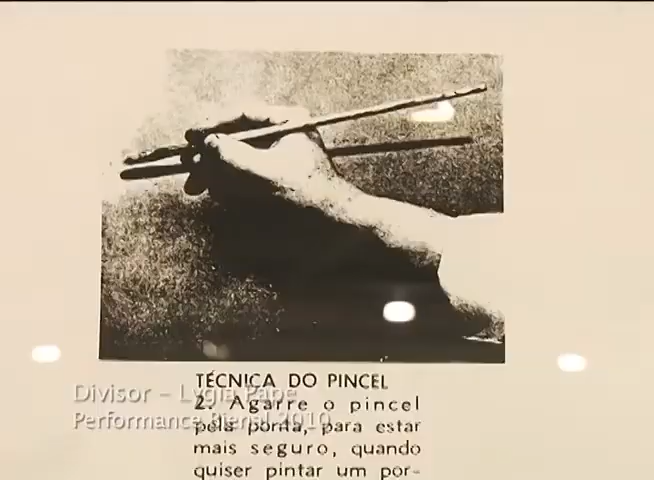 TÉCNICA DO PINCEL
2. Agarre o pincel
pela ponta, para estar
mais seguro, quando
quiser pintar um por-
Divisor – Lygia Pape
Performance Bienal 2010